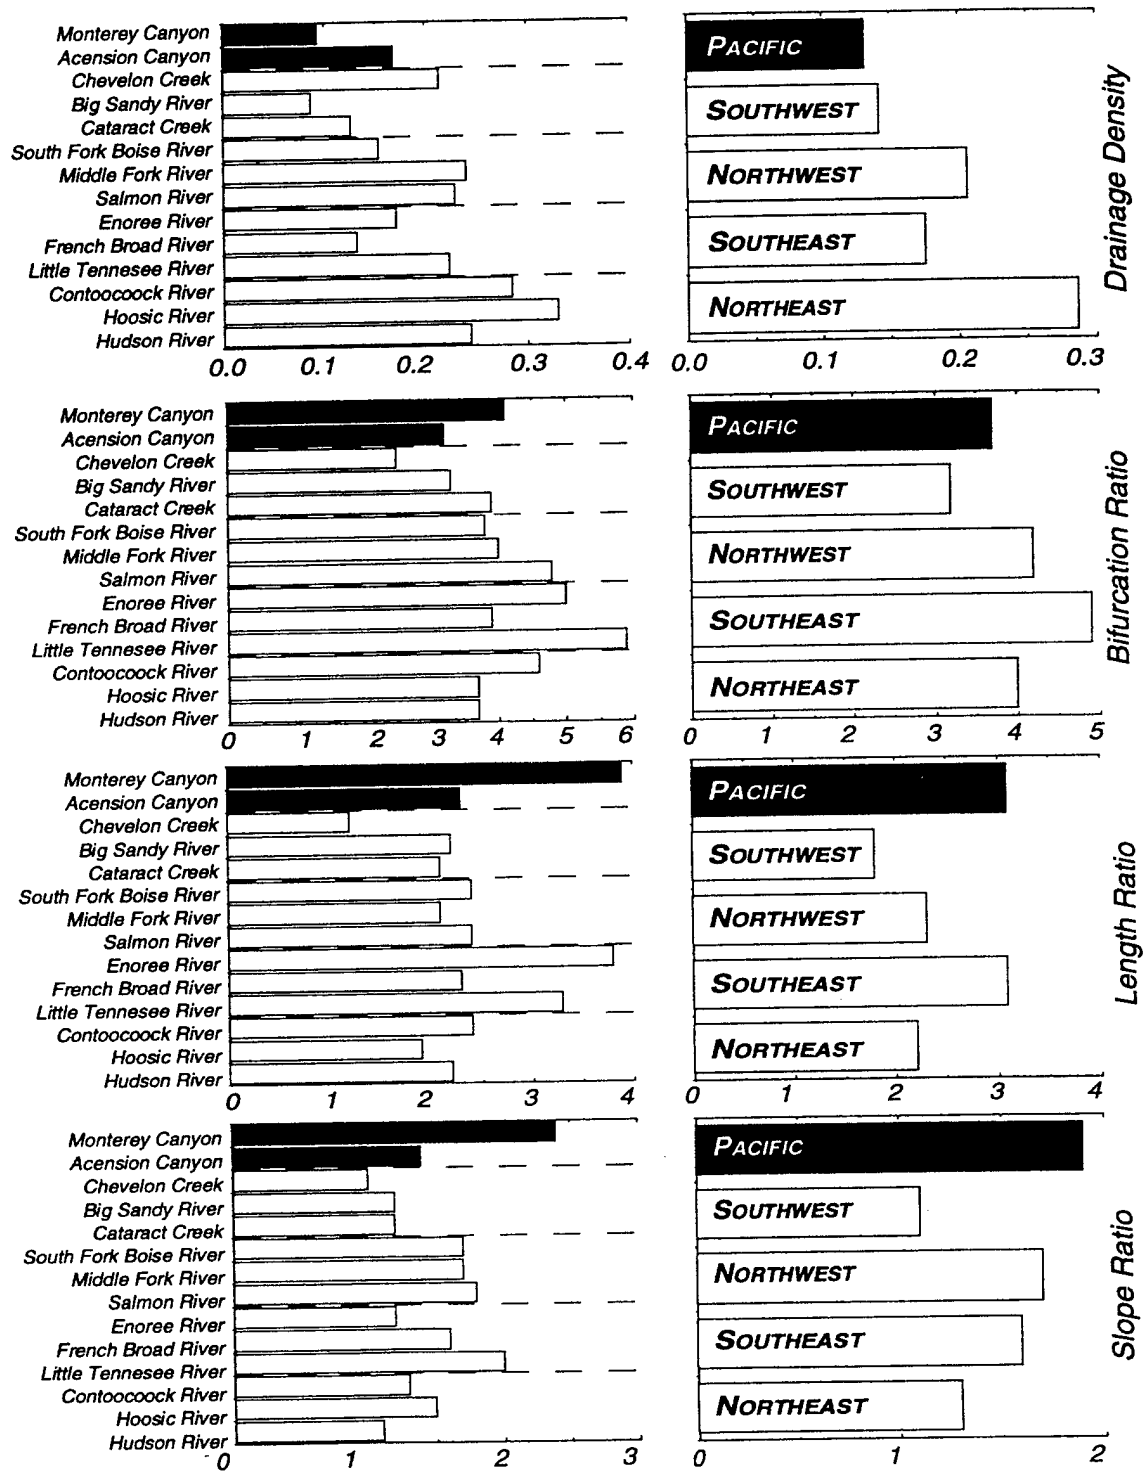 Monterey Canyon
Acension Canyon
Chevelon Creek
Big Sandy River
Cataract Creek
South Fork Boise River
Middle Fork River
Salmon River
Enoree River
French Broad River
Little Tennesee River
Contoocoock River
Hoosic River
Hudson River
0.0 0.1 0.2 0.3 0.4
PACIFIC
SOUTHWEST
NORTHWEST
SOUTHEAST
NORTHEAST
0.0 0.1 0.2 0.3
Drainage Density
Monterey Canyon
Acension Canyon
Chevelon Creek
Big Sandy River
Cataract Creek
South Fork Boise River
Middle Fork River
Salmon River
Enoree River
French Broad River
Little Tennesee River
Contoocoock River
Hoosic River
Hudson River
0 1 2 3 4 5 6
PACIFIC
SOUTHWEST
NORTHWEST
SOUTHEAST
NORTHEAST
0 1 2 3 4 5
Bifurcation Ratio
Monterey Canyon
Acension Canyon
Chevelon Creek
Big Sandy River
Cataract Creek
South Fork Boise River
Middle Fork River
Salmon River
Enoree River
French Broad River
Little Tennesee River
Contoocoock River
Hoosic River
Hudson River
0 1 2 3 4
PACIFIC
SOUTHWEST
NORTHWEST
SOUTHEAST
NORTHEAST
0 1 2 3 4
Length Ratio
Monterey Canyon
Acension Canyon
Chevelon Creek
Big Sandy River
Cataract Creek
South Fork Boise River
Middle Fork River
Salmon River
Enoree River
French Broad River
Little Tennesee River
Contoocoock River
Hoosic River
Hudson River
0 1 2 3
PACIFIC
SOUTHWEST
NORTHWEST
SOUTHEAST
NORTHEAST
0 1 2
Slope Ratio